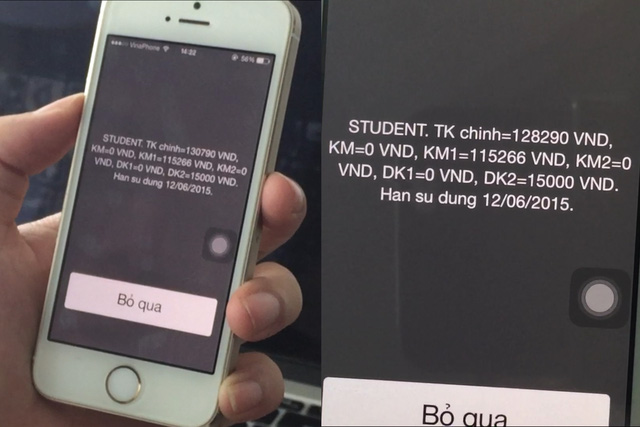 VinaPhone 14:22 56%
STUDENT. TK chinh=130790 VND,
KM=0 VND, KM1=115266 VND, KM2=0
VND, DK1=0 VND, DK2=15000 VND.
Han su dung 12/06/2015.
Bỏ qua
STUDENT. TK chinh=128290 VND,
KM=0 VND, KM1=115266 VND, KM2=0
VND, DK1=0 VND, DK2=15000 VND.
Han su dung 12/06/2015.
Bỏ qua